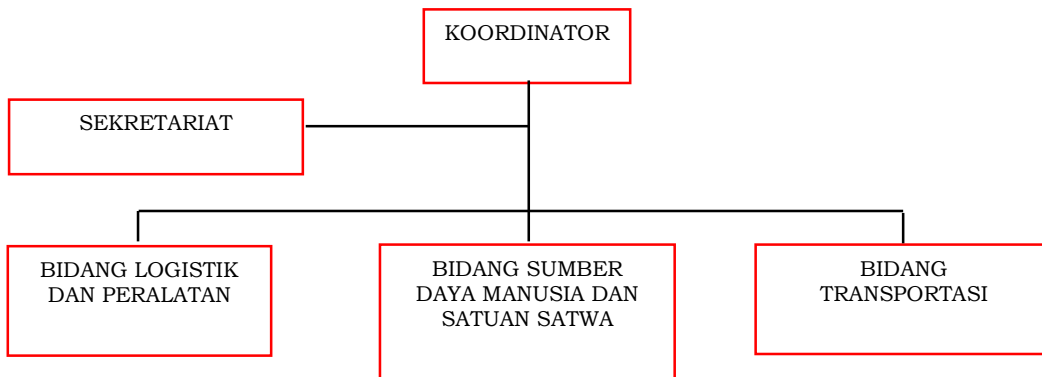 KOORDINATOR
SEKRETARIAT
BIDANG LOGISTIK
DAN PERALATAN
BIDANG SUMBER
DAYA MANUSIA DAN
SATUAN SATWA
BIDANG
TRANSPORTASI